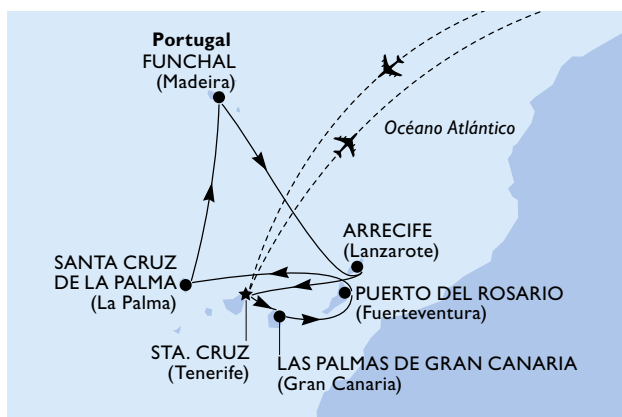 Portugal
FUNCHAL
(Madeira)
Océano Atlántico
ARRECIFE
(Lanzarote)
SANTA CRUZ
DE LA PALMA
(La Palma)
PUERTO DEL ROSARIO
(Fuerteventura)
STA. CRUZ
(Tenerife)
LAS PALMAS DE GRAN CANARIA
(Gran Canaria)